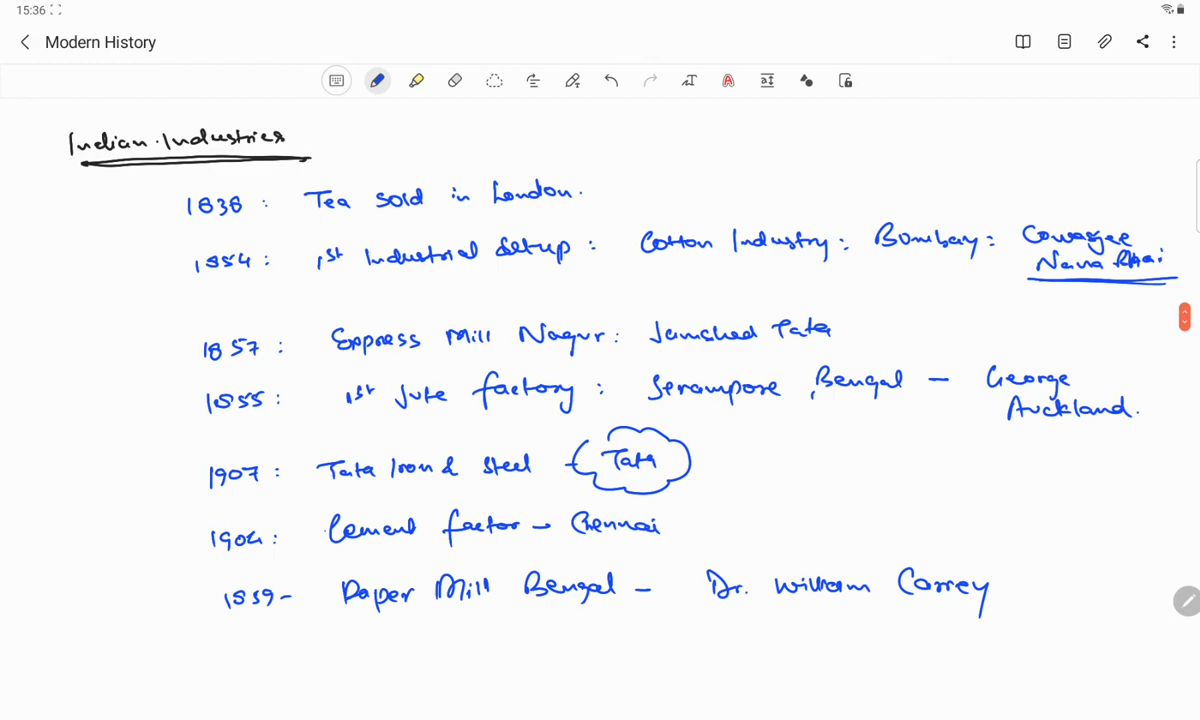 15:36
Modern History
Indian Industries
1838 : Tea sold in London.
1854 : 1st Industrial Setup : Cotton Industry : Bombay : Cowasjee
Nana Bhai
1857 : Express Mill Nagur : Jamshed Tata
1855 : 1st Jute factory : Serampore, Bengal – George
Auckland.
1907 : Tata Iron & Steel – Tata
1904 : Cement factor – Chennai
1839 – Paper Mill Bengal – Dr. William Carrey